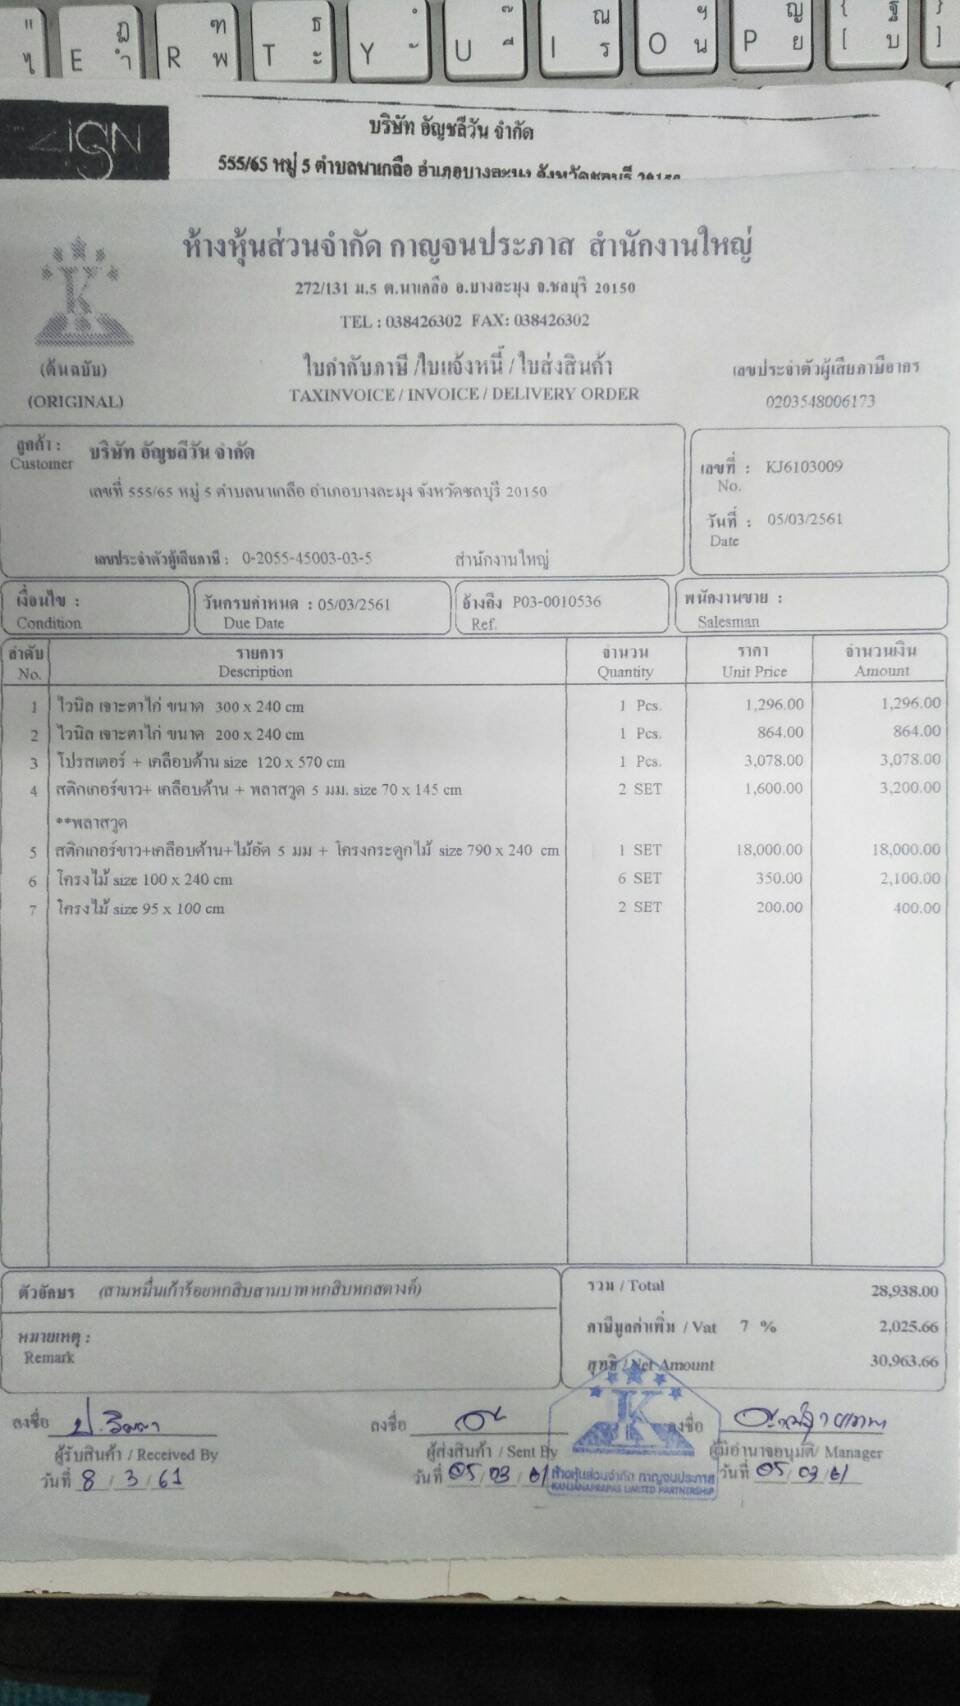 " ไ E ฎ ำ R ฑ พ T ธ ะ Y ํ ั U ๊ ี I ณ ร O ฯ น P ญ ย { [ ฐ บ } ]
ZIGN
บริษัท อัญชลีวัน จำกัด
555/65 หมู่ 5 ตำบลนาเกลือ อำเภอบางละมุง จังหวัดชลบุรี 20150
ห้างหุ้นส่วนจำกัด กาญจนประภาส สำนักงานใหญ่
272/131 ม.5 ต.นาเกลือ อ.บางละมุง จ.ชลบุรี 20150
TEL : 038426302 FAX: 038426302
(ต้นฉบับ)
(ORIGINAL)
ใบกำกับภาษี /ใบแจ้งหนี้ / ใบส่งสินค้า
TAXINVOICE / INVOICE / DELIVERY ORDER
เลขประจำตัวผู้เสียภาษีอากร
0203548006173
ลูกค้า : บริษัท อัญชลีวัน จำกัด
Customer
เลขที่ 555/65 หมู่ 5 ตำบลนาเกลือ อำเภอบางละมุง จังหวัดชลบุรี 20150
เลขประจำตัวผู้เสียภาษี : 0-2055-45003-03-5 สำนักงานใหญ่
เลขที่ : KJ6103009
No.
วันที่ : 05/03/2561
Date
เงื่อนไข :
Condition
วันครบกำหนด : 05/03/2561
Due Date
อ้างถึง P03-0010536
Ref.
พนักงานขาย :
Salesman
ลำดับ รายการ จำนวน ราคา จำนวนเงิน
No. Description Quantity Unit Price Amount
1 ไวนิล เจาะตาไก่ ขนาด 300 x 240 cm 1 Pcs. 1,296.00 1,296.00
2 ไวนิล เจาะตาไก่ ขนาด 200 x 240 cm 1 Pcs. 864.00 864.00
3 โปรสเตอร์ + เคลือบด้าน size 120 x 570 cm 1 Pcs. 3,078.00 3,078.00
4 สติกเกอร์ขาว+ เคลือบด้าน + พลาสวูด 5 มม. size 70 x 145 cm 2 SET 1,600.00 3,200.00
**พลาสวูด
5 สติกเกอร์ขาว+เคลือบด้าน+ไม้อัด 5 มม + โครงกระดูกไม้ size 790 x 240 cm 1 SET 18,000.00 18,000.00
6 โครงไม้ size 100 x 240 cm 6 SET 350.00 2,100.00
7 โครงไม้ size 95 x 100 cm 2 SET 200.00 400.00
ตัวอักษร (สามหมื่นเก้าร้อยหกสิบสามบาทหกสิบหกสตางค์)
หมายเหตุ :
Remark
รวม / Total 28,938.00
ภาษีมูลค่าเพิ่ม / Vat 7 % 2,025.66
สุทธิ / Net Amount 30,963.66
ลงชื่อ
ผู้รับสินค้า / Received By
วันที่ 8 / 3 / 61
ลงชื่อ
ผู้ส่งสินค้า / Sent By
วันที่ 05 / 03 / 61
K
ห้างหุ้นส่วนจำกัด กาญจนประภาส
KANJANAPRAPAS LIMITED PARTNERSHIP
ลงชื่อ
ผู้มีอำนาจอนุมัติ/ Manager
วันที่ 05 / 03 / 61